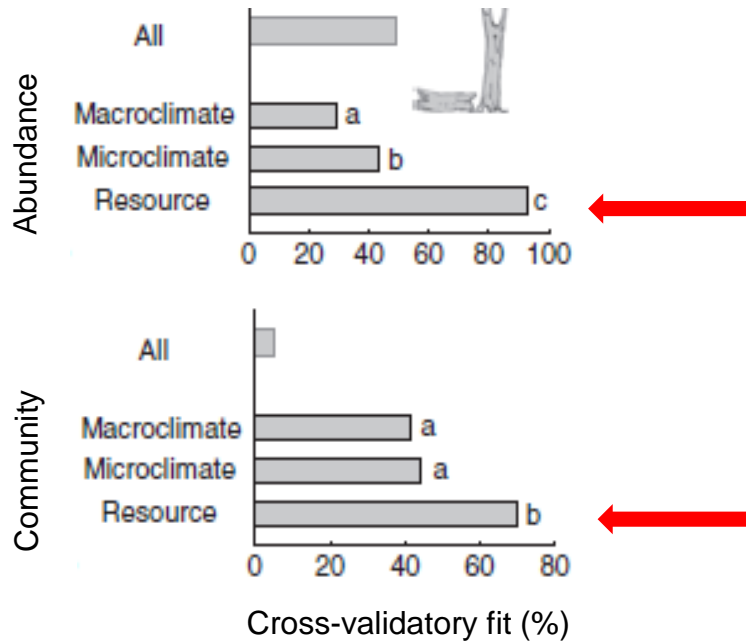 Abundance
All
Macroclimate a
Microclimate b
Resource c
0 20 40 60 80 100
Community
All
Macroclimate a
Microclimate a
Resource b
0 20 40 60 80
Cross-validatory fit (%)